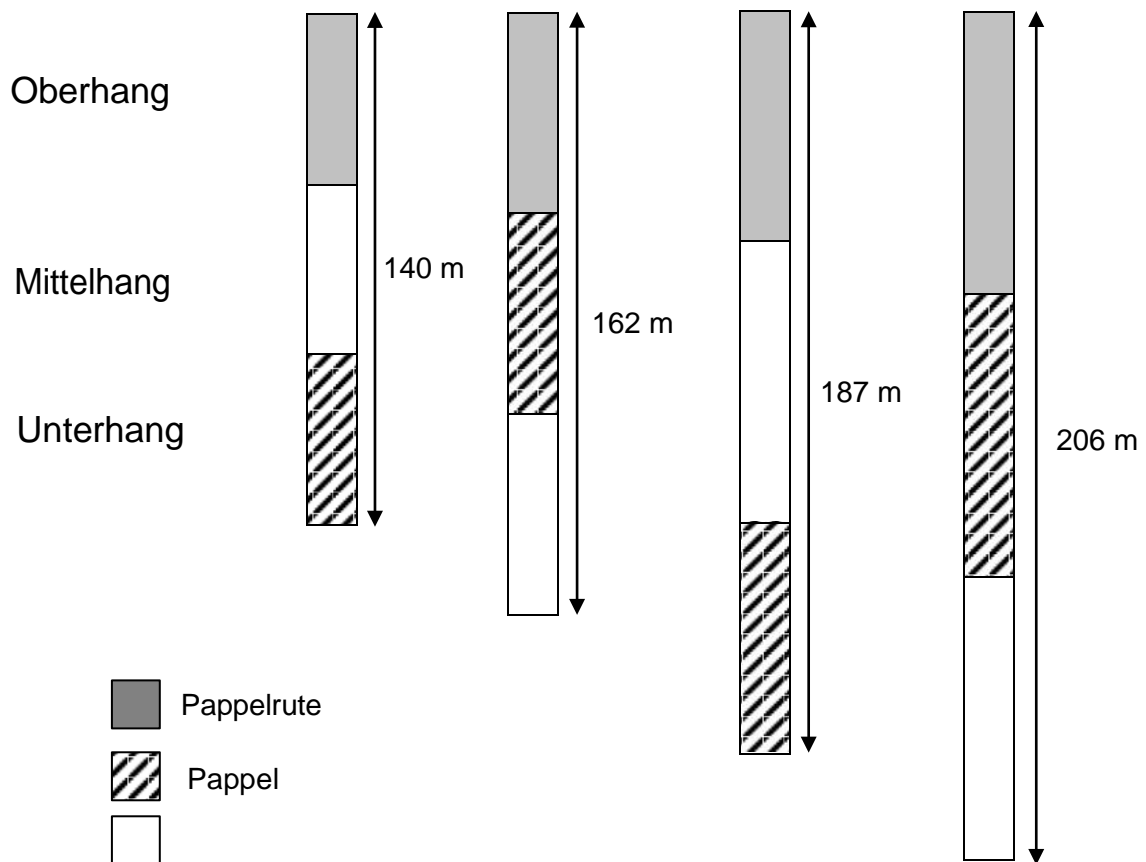 Oberhang
Mittelhang
Unterhang
140 m
162 m
187 m
206 m
Pappelrute
Pappel